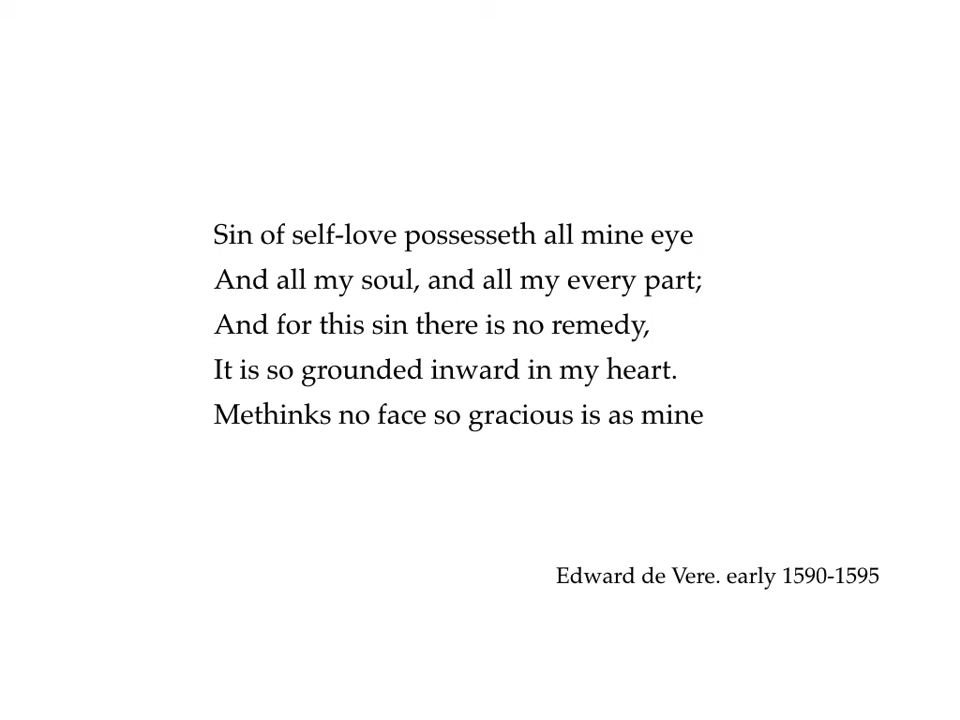 Sin of self-love possesseth all mine eye
And all my soul, and all my every part;
And for this sin there is no remedy,
It is so grounded inward in my heart.
Methinks no face so gracious is as mine
Edward de Vere. early 1590-1595